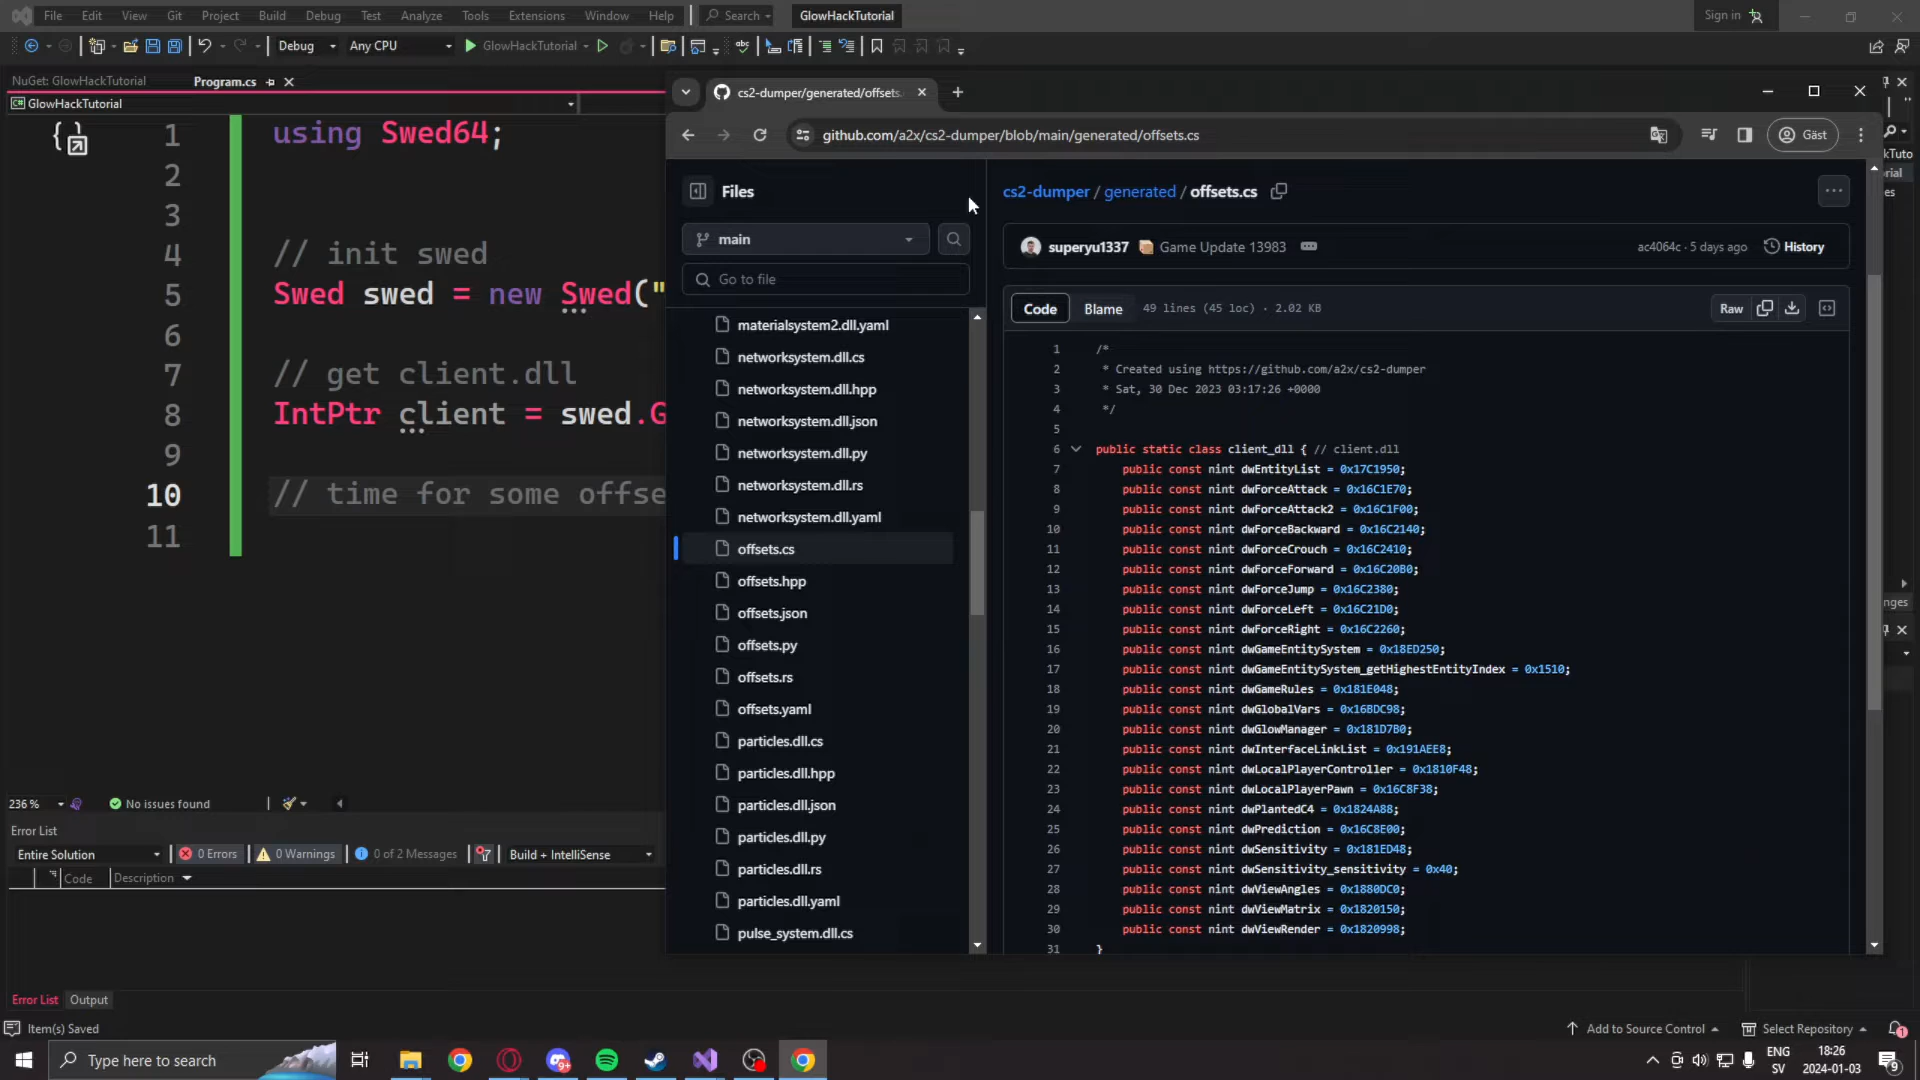 File Edit View Git Project Build Debug Test Analyze Tools Extensions Window Help Search GlowHackTutorial Sign in
Debug Any CPU GlowHackTutorial
NuGet: GlowHackTutorial Program.cs
GlowHackTutorial
1 using Swed64;
2
3
4 // init swed
5 Swed swed = new Swed("
6
7 // get client.dll
8 IntPtr client = swed.G
9
10 // time for some offse
11
236 % No issues found
Error List
Entire Solution 0 Errors 0 Warnings 0 of 2 Messages Build + IntelliSense
Code Description
Error List Output
Item(s) Saved
cs2-dumper/generated/offsets.
github.com/a2x/cs2-dumper/blob/main/generated/offsets.cs
Gäst
Files
main
Go to file
materialsystem2.dll.yaml
networksystem.dll.cs
networksystem.dll.hpp
networksystem.dll.json
networksystem.dll.py
networksystem.dll.rs
networksystem.dll.yaml
offsets.cs
offsets.hpp
offsets.json
offsets.py
offsets.rs
offsets.yaml
particles.dll.cs
particles.dll.hpp
particles.dll.json
particles.dll.py
particles.dll.rs
particles.dll.yaml
pulse_system.dll.cs
cs2-dumper / generated / offsets.cs
superyu1337 Game Update 13983 ac4064c · 5 days ago History
Code Blame 49 lines (45 loc) · 2.02 KB Raw
1 /*
2 * Created using https://github.com/a2x/cs2-dumper
3 * Sat, 30 Dec 2023 03:17:26 +0000
4 */
5
6 public static class client_dll { // client.dll
7 public const nint dwEntityList = 0x17C1950;
8 public const nint dwForceAttack = 0x16C1E70;
9 public const nint dwForceAttack2 = 0x16C1F00;
10 public const nint dwForceBackward = 0x16C2140;
11 public const nint dwForceCrouch = 0x16C2410;
12 public const nint dwForceForward = 0x16C20B0;
13 public const nint dwForceJump = 0x16C2380;
14 public const nint dwForceLeft = 0x16C21D0;
15 public const nint dwForceRight = 0x16C2260;
16 public const nint dwGameEntitySystem = 0x18ED250;
17 public const nint dwGameEntitySystem_getHighestEntityIndex = 0x1510;
18 public const nint dwGameRules = 0x181E048;
19 public const nint dwGlobalVars = 0x16BDC98;
20 public const nint dwGlowManager = 0x181D7B0;
21 public const nint dwInterfaceLinkList = 0x191AEE8;
22 public const nint dwLocalPlayerController = 0x1810F48;
23 public const nint dwLocalPlayerPawn = 0x16C8F38;
24 public const nint dwPlantedC4 = 0x1824A88;
25 public const nint dwPrediction = 0x16C8E00;
26 public const nint dwSensitivity = 0x181ED48;
27 public const nint dwSensitivity_sensitivity = 0x40;
28 public const nint dwViewAngles = 0x1880DC0;
29 public const nint dwViewMatrix = 0x1820150;
30 public const nint dwViewRender = 0x1820998;
31 }
kTuto
rial
es
nges
Add to Source Control Select Repository 1
Type here to search 9+ ENG SV 18:26 2024-01-03 9